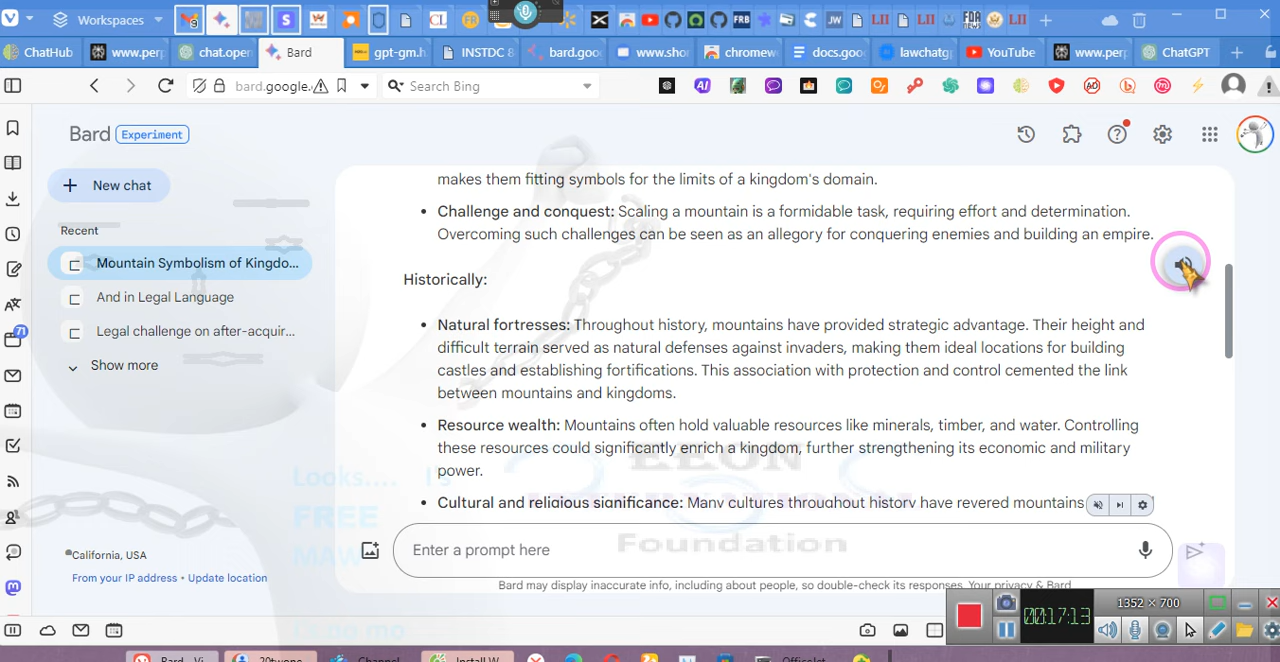 Workspaces
ChatHub
www.perp
chat.open
Bard
gpt-gm.h
INSTDC 8
bard.goo
www.sho
chromew
docs.goo
lawchatg
YouTube
www.perp
ChatGPT
bard.google.
Search Bing
Bard
Experiment
New chat
Recent
Mountain Symbolism of Kingdo...
And in Legal Language
Legal challenge on after-acquir...
Show more
71
California, USA
From your IP address • Update location
makes them fitting symbols for the limits of a kingdom's domain.
• Challenge and conquest: Scaling a mountain is a formidable task, requiring effort and determination.
Overcoming such challenges can be seen as an allegory for conquering enemies and building an empire.
Historically:
• Natural fortresses: Throughout history, mountains have provided strategic advantage. Their height and
difficult terrain served as natural defenses against invaders, making them ideal locations for building
castles and establishing fortifications. This association with protection and control cemented the link
between mountains and kingdoms.
• Resource wealth: Mountains often hold valuable resources like minerals, timber, and water. Controlling
these resources could significantly enrich a kingdom, further strengthening its economic and military
power.
• Cultural and religious significance: Many cultures throughout history have revered mountains
Looks....
FREE
EEON
Foundation
Enter a prompt here
Bard may display inaccurate info, including about people, so double-check its responses. Your privacy & Bard
1352 × 700
00:17:13